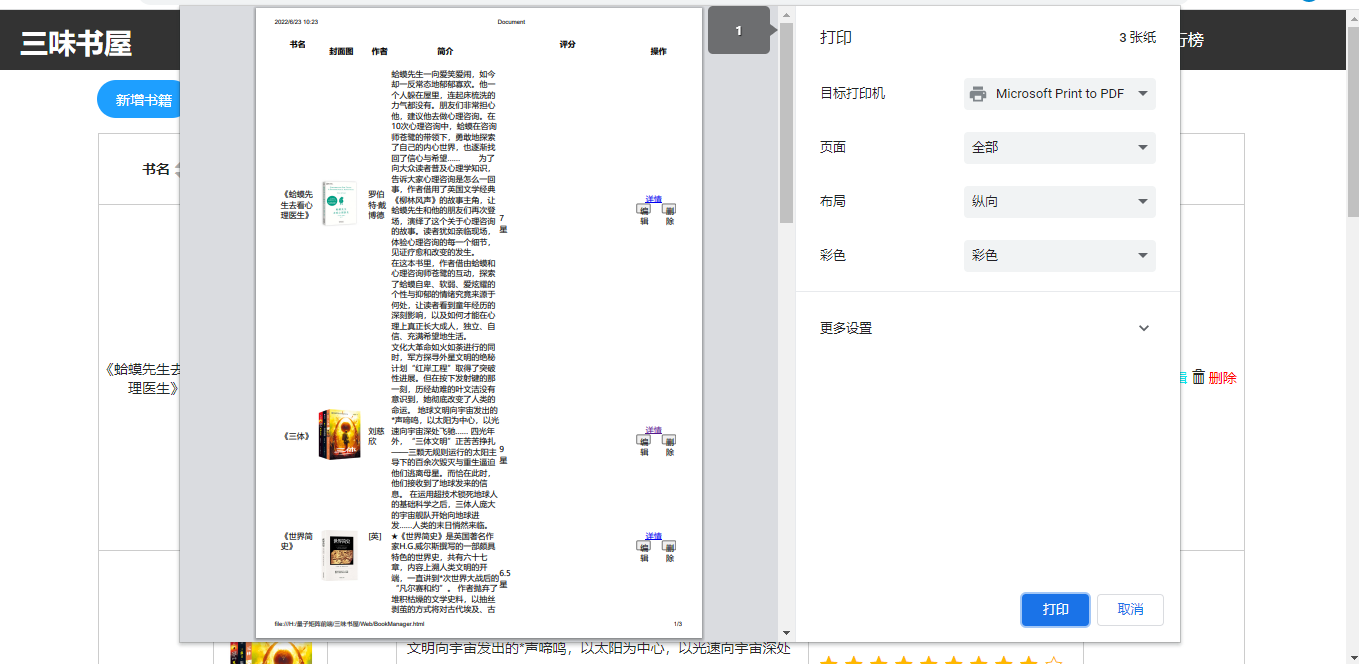 三味书屋
行榜
新增书籍
书名
《蛤蟆先生去
理医生》
删除
文明向宇宙发出的*声啼鸣，以太阳为中心，以光速向宇宙深处
2022/6/23 10:23
Document
书名
封面图
作者
简介
评分
操作
《蛤蟆先
生去看心
理医生》
罗伯
特·戴
博德
蛤蟆先生一向爱笑爱闹，如今
却一反常态地郁郁寡欢。他一
个人躲在屋里，连起床梳洗的
力气都没有。朋友们非常担心
他，建议他去做心理咨询。在
10次心理咨询中，蛤蟆在咨询
师苍鹭的带领下，勇敢地探索
了自己的内心世界，也逐渐找
回了信心与希望…… 为了
向大众读者普及心理学知识，
告诉大家心理咨询是怎么一回
事，作者借用了英国文学经典
《柳林风声》的故事主角，让
蛤蟆先生和他的朋友们再次登
场，演绎了这个关于心理咨询
的故事。读者犹如亲临现场，
体验心理咨询的每一个细节，
见证疗愈和改变的发生。
在这本书里，作者借由蛤蟆和
心理咨询师苍鹭的互动，探索
了蛤蟆自卑、软弱、爱炫耀的
个性与抑郁的情绪究竟来源于
何处，让读者看到童年经历的
深刻影响，以及如何才能在心
理上真正长大成人，独立、自
信、充满希望地生活。
7
星
详情
编
辑
删
除
《三体》
刘慈
欣
文化大革命如火如荼进行的同
时，军方探寻外星文明的绝秘
计划“红岸工程”取得了突破
性进展。但在按下发射键的那
一刻，历经劫难的叶文洁没有
意识到，她彻底改变了人类的
命运。 地球文明向宇宙发出的
*声啼鸣，以太阳为中心，以光
速向宇宙深处飞驰…… 四光年
外，“三体文明”正苦苦挣扎
——三颗无规则运行的太阳主
导下的百余次毁灭与重生逼迫
他们逃离母星。而恰在此时，
他们接收到了地球发来的信
息。 在运用超技术锁死地球人
的基础科学之后，三体人庞大
的宇宙舰队开始向地球进
发……人类的末日悄然来临。
9
星
详情
编
辑
删
除
《世界简
史》
[英]
★《世界简史》是英国著名作
家H.G.威尔斯撰写的一部颇具
特色的世界史，共有六十七
章，内容上溯人类文明的开
端，一直讲到*次世界大战后的
“凡尔赛和约”。 作者抛弃了
堆积枯燥的文学史料，以抽丝
剥茧的方式将对古代埃及、古
6.5
星
详情
编
辑
删
除
file:///H:/量子矩阵前端/三味书屋/Web/BookManager.html
1/3
1
打印
3 张纸
目标打印机
Microsoft Print to PDF
页面
全部
布局
纵向
彩色
彩色
更多设置
打印
取消